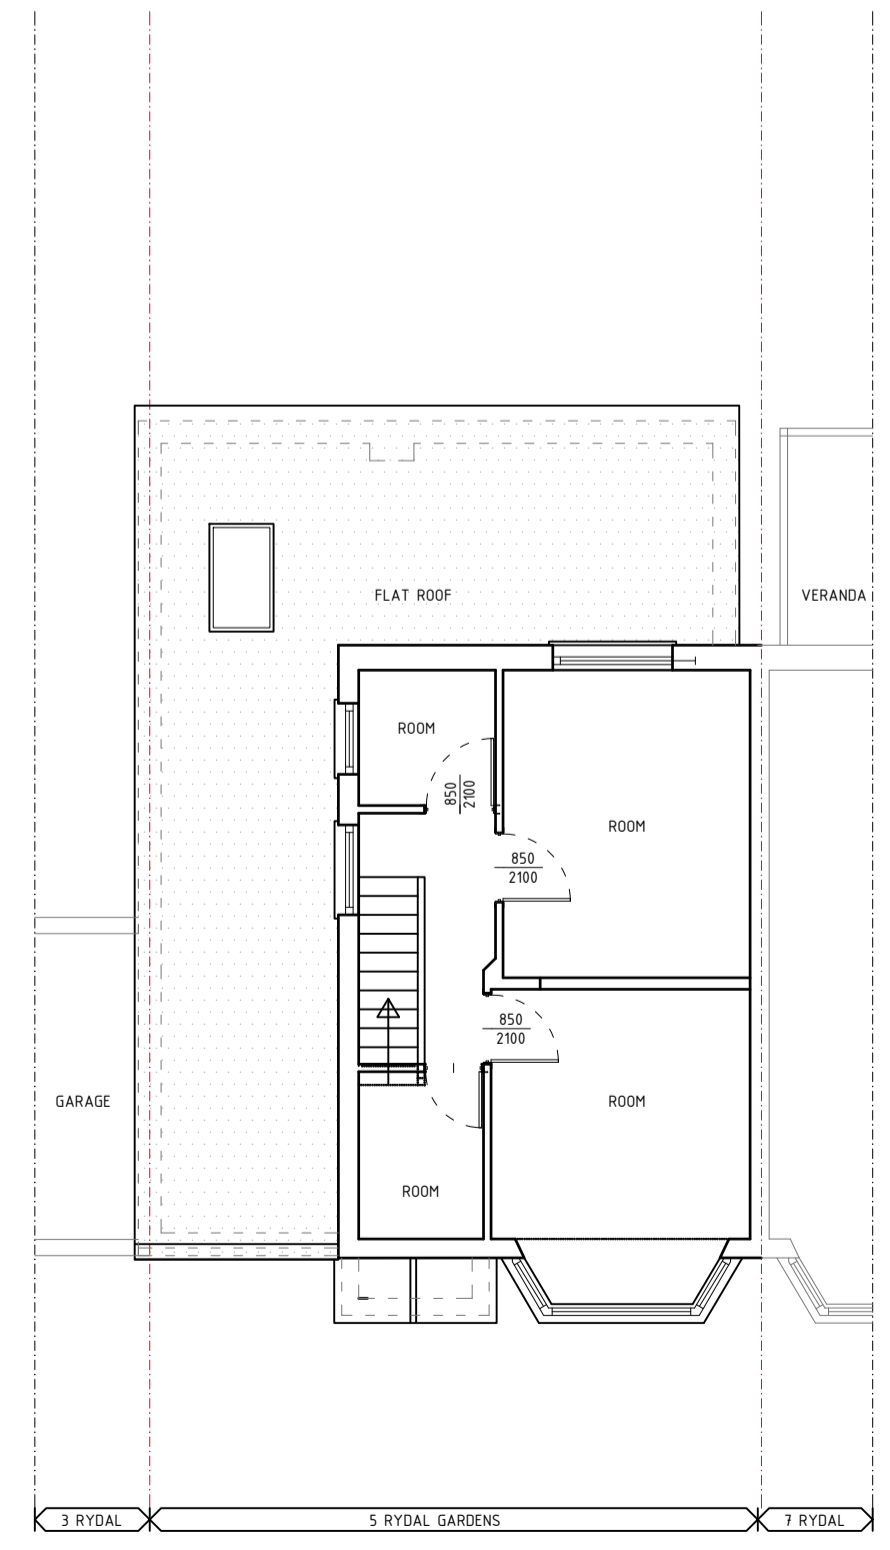 FLAT ROOF
VERANDA
ROOM
850
2100
ROOM
850
2100
850
2100
GARAGE
ROOM
ROOM
3 RYDAL
5 RYDAL GARDENS
7 RYDAL